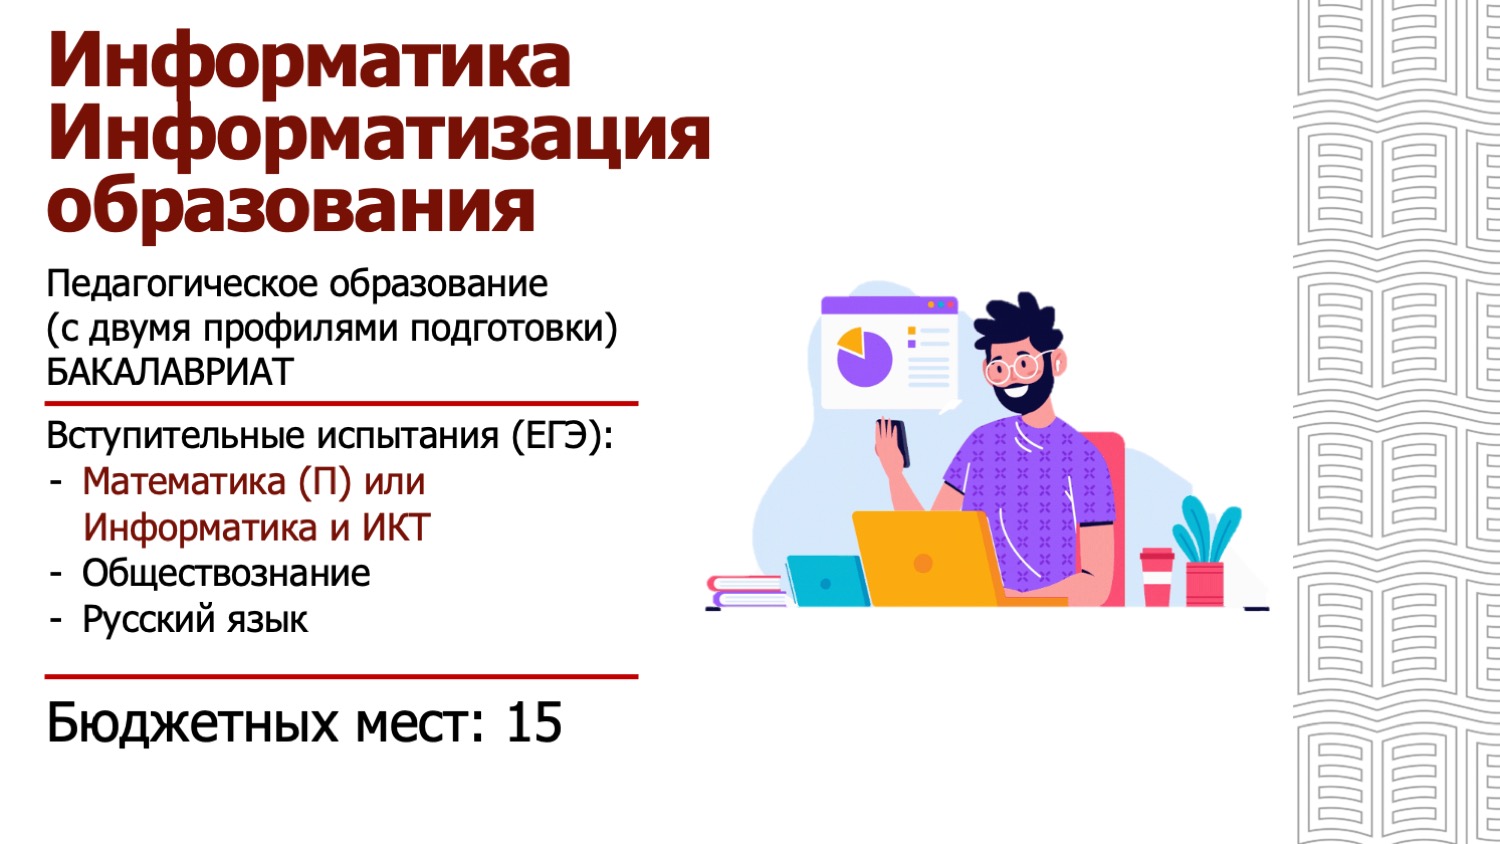 Информатика
Информатизация
образования
Педагогическое образование
(с двумя профилями подготовки)
БАКАЛАВРИАТ
Вступительные испытания (ЕГЭ):
- Математика (П) или
Информатика и ИКТ
- Обществознание
- Русский язык
Бюджетных мест: 15